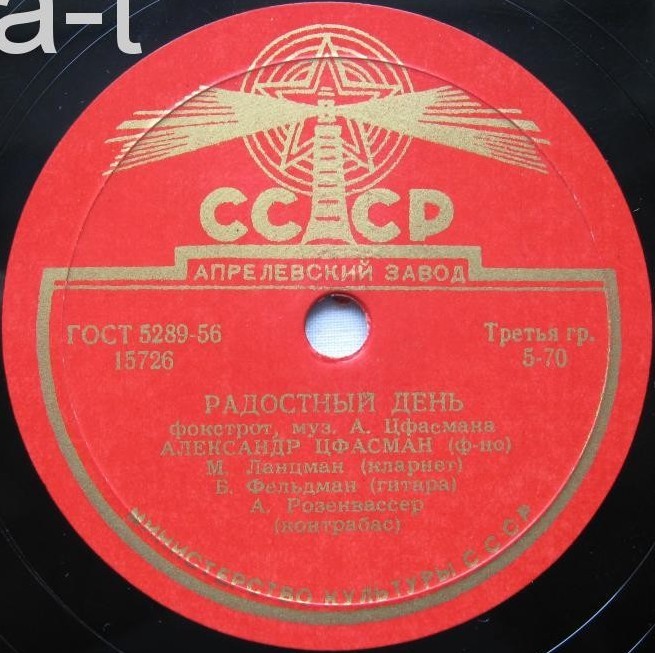 a-t
СССР
АПРЕЛЕВСКИЙ ЗАВОД
ГОСТ 5289-56
15726
Третья гр.
5-70
РАДОСТНЫЙ ДЕНЬ
фокстрот, муз. А. Цфасмана
АЛЕКСАНДР ЦФАСМАН (ф-но)
М. Ланцман (кларнет)
Б. Фельдман (гитара)
А. Розенвассер
(контрабас)
МИНИСТЕРСТВО КУЛЬТУРЫ СССР